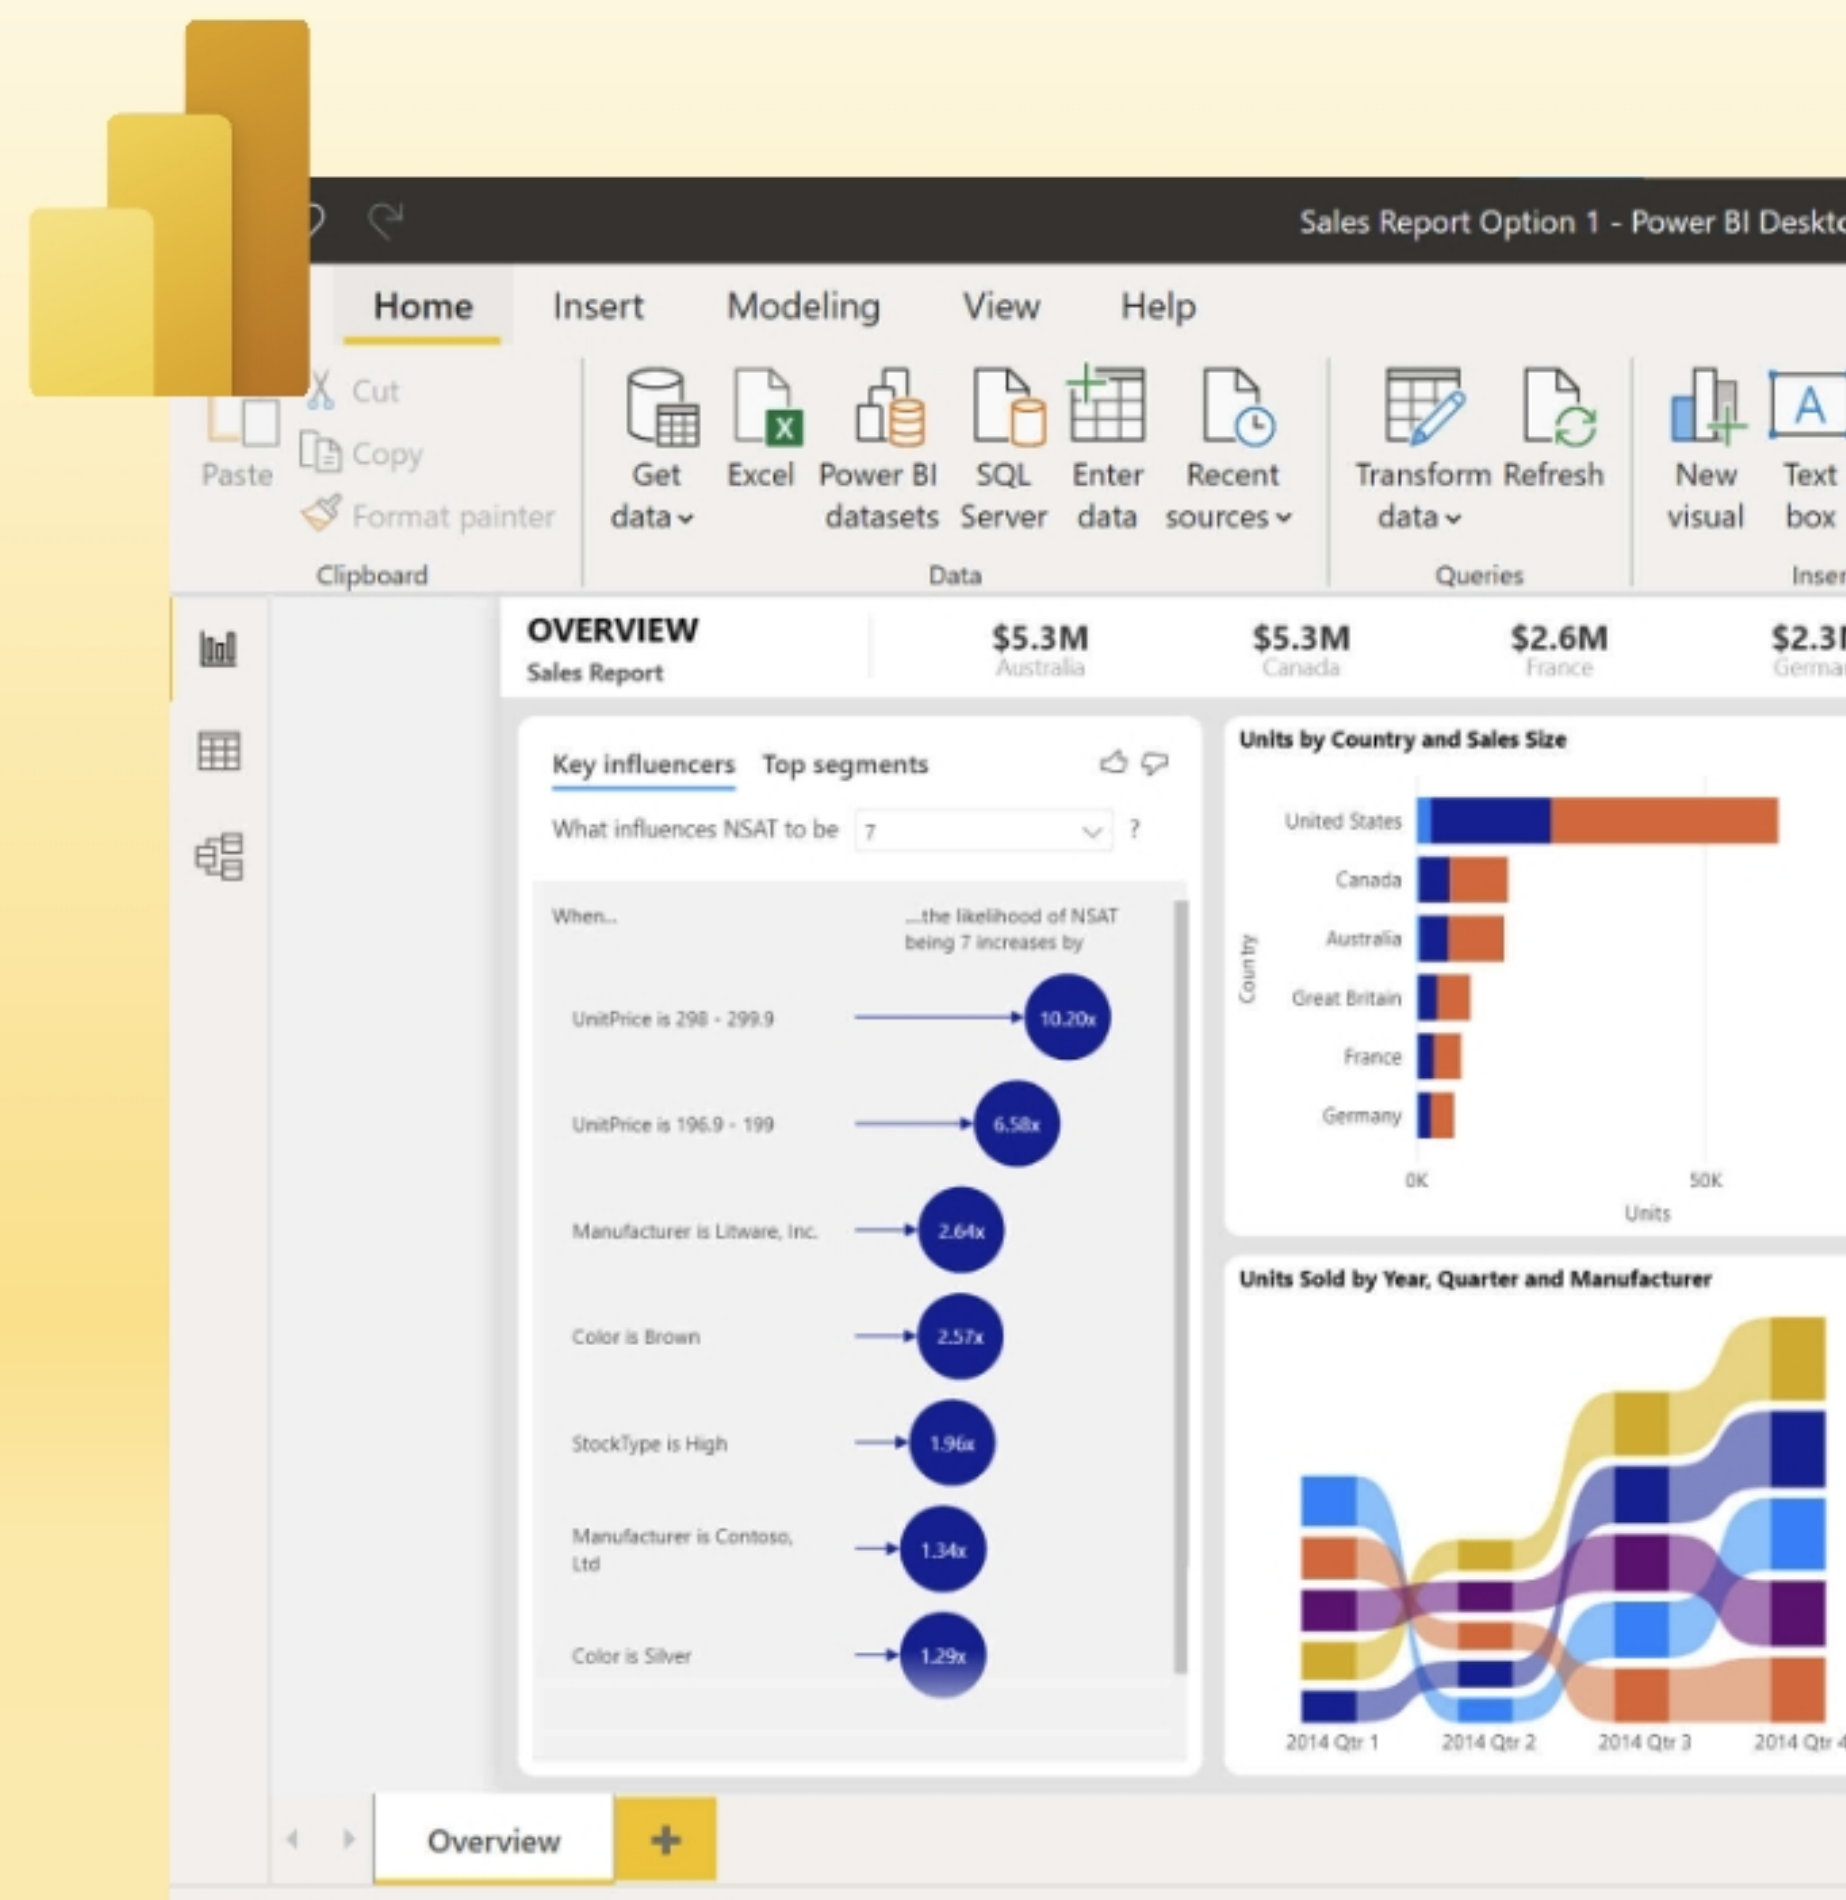 Sales Report Option 1 - Power BI
Home Insert Modeling View Help
Paste
Cut
Copy
Format painter
Clipboard
Get
data
Excel
Power BI
datasets
SQL
Server
Enter
data
Recent
sources
Data
Transform
data
Refresh
Queries
New
visual
Text
box
OVERVIEW
Sales Report
$5.3M
Australia
$5.3M
Canada
$2.6M
France
Key influencers Top segments
What influences NSAT to be 7 ?
When...
...the likelihood of NSAT
being 7 increases by
UnitPrice is 298 - 299.9 10.20x
UnitPrice is 196.9 - 199 6.58x
Manufacturer is Litware, Inc. 2.64x
Color is Brown 2.57x
StockType is High 1.96x
Manufacturer is Contoso,
Ltd
1.34x
Color is Silver 1.29x
Units by Country and Sales Size
Country
United States
Canada
Australia
Great Britain
France
Germany
0K 50K
Units
Units Sold by Year, Quarter and Manufacturer
2014 Qtr 1 2014 Qtr 2 2014 Qtr 3 2014 Qtr 4
Overview +